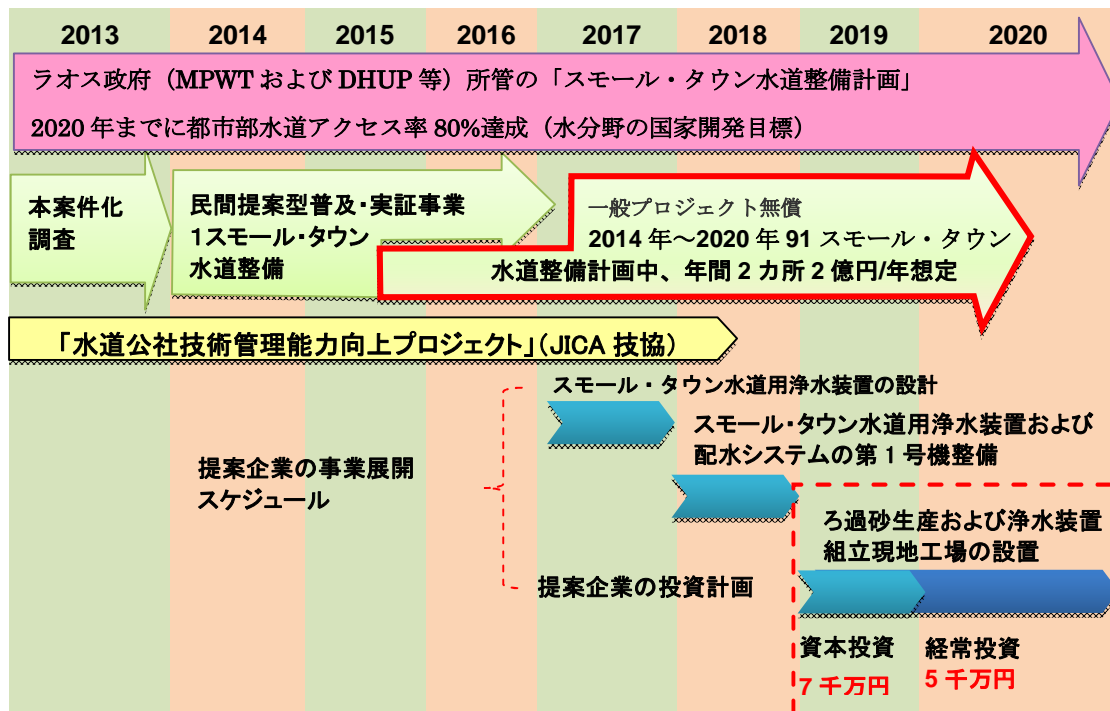 2013 2014 2015 2016 2017 2018 2019 2020
ラオス政府（MPWT および DHUP 等）所管の「スモール・タウン水道整備計画」
2020 年までに都市部水道アクセス率 80%達成（水分野の国家開発目標）
本案件化
調査
民間提案型普及・実証事業
1スモール・タウン
水道整備
一般プロジェクト無償
2014 年～2020 年 91 スモール・タウン
水道整備計画中、年間 2 カ所 2 億円/年想定
「水道公社技術管理能力向上プロジェクト」（JICA 技協）
スモール・タウン水道用浄水装置の設計
スモール・タウン水道用浄水装置および
配水システムの第 1 号機整備
提案企業の事業展開
スケジュール
ろ過砂生産および浄水装置
組立現地工場の設置
提案企業の投資計画
資本投資
7 千万円
経常投資
5 千万円